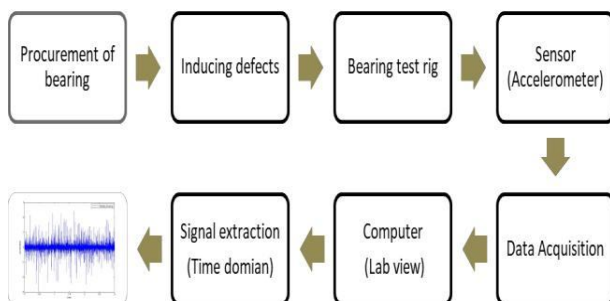 Procurement of
bearing
Inducing defects
Bearing test rig
Sensor
(Accelerometer)
Signal extraction
(Time domian)
Computer
(Lab view)
Data Acquisition